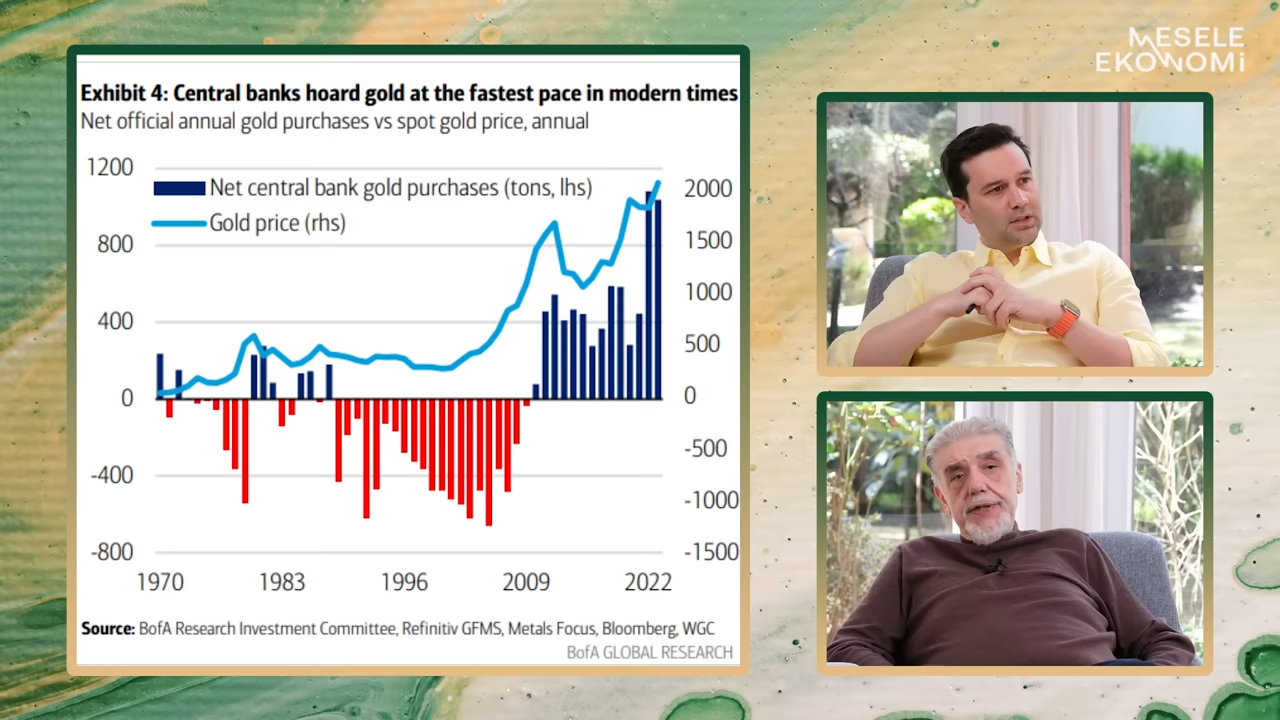 MESELE
EKONOMi
Exhibit 4: Central banks hoard gold at the fastest pace in modern times
Net official annual gold purchases vs spot gold price, annual
1200
800
400
0
-400
-800
Net central bank gold purchases (tons, lhs)
Gold price (rhs)
2000
1500
1000
500
0
-500
-1000
-1500
1970 1983 1996 2009 2022
Source: BofA Research Investment Committee, Refinitiv GFMS, Metals Focus, Bloomberg, WGC
BofA GLOBAL RESEARCH